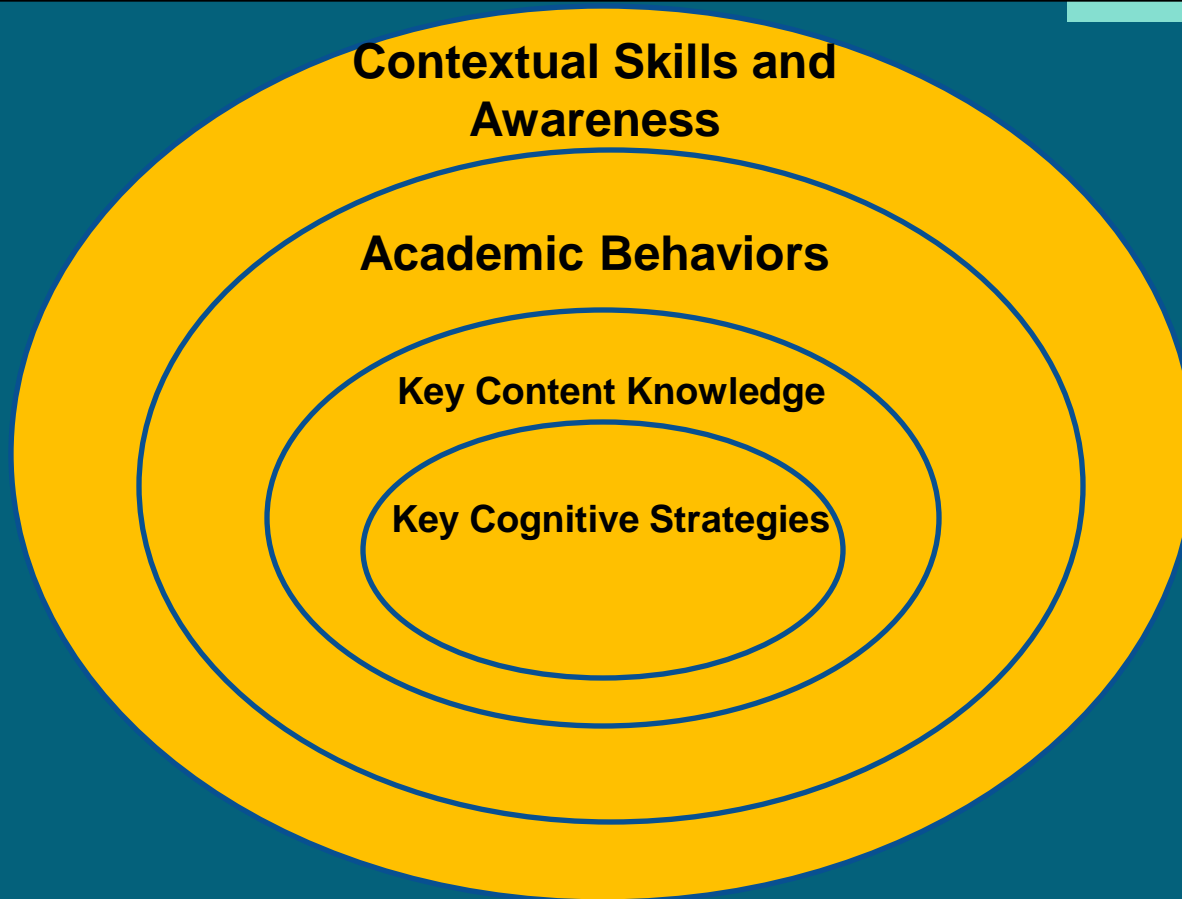 Contextual Skills and
Awareness
Academic Behaviors
Key Content Knowledge
Key Cognitive Strategies